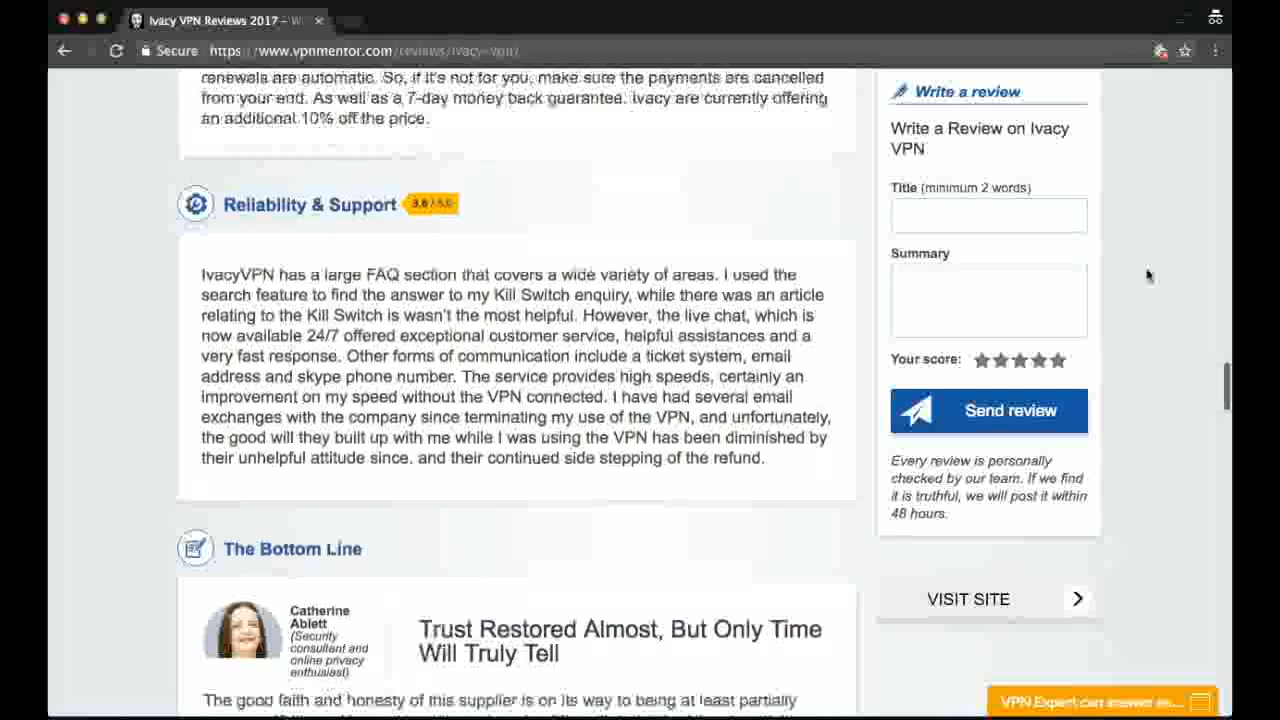 Ivacy VPN Reviews 2017 –
Secure
https://www.vpnmentor.com/reviews/ivacy-vpn/
renewals are automatic. So, if it's not for you, make sure the payments are cancelled
from your end. As well as a 7-day money back guarantee. Ivacy are currently offering
an additional 10% off the price.
Reliability & Support
3.6 / 5.0
IvacyVPN has a large FAQ section that covers a wide variety of areas. I used the
search feature to find the answer to my Kill Switch enquiry, while there was an article
relating to the Kill Switch is wasn't the most helpful. However, the live chat, which is
now available 24/7 offered exceptional customer service, helpful assistances and a
very fast response. Other forms of communication include a ticket system, email
address and skype phone number. The service provides high speeds, certainly an
improvement on my speed without the VPN connected. I have had several email
exchanges with the company since terminating my use of the VPN, and unfortunately,
the good will they built up with me while I was using the VPN has been diminished by
their unhelpful attitude since. and their continued side stepping of the refund.
The Bottom Line
Catherine
Ablett
(Security
consultant and
online privacy
enthusiast)
Trust Restored Almost, But Only Time
Will Truly Tell
The good faith and honesty of this supplier is on its way to being at least partially
Write a review
Write a Review on Ivacy
VPN
Title (minimum 2 words)
Summary
Your score:
Send review
Every review is personally
checked by our team. If we find
it is truthful, we will post it within
48 hours.
VISIT SITE
VPN Expert can answer